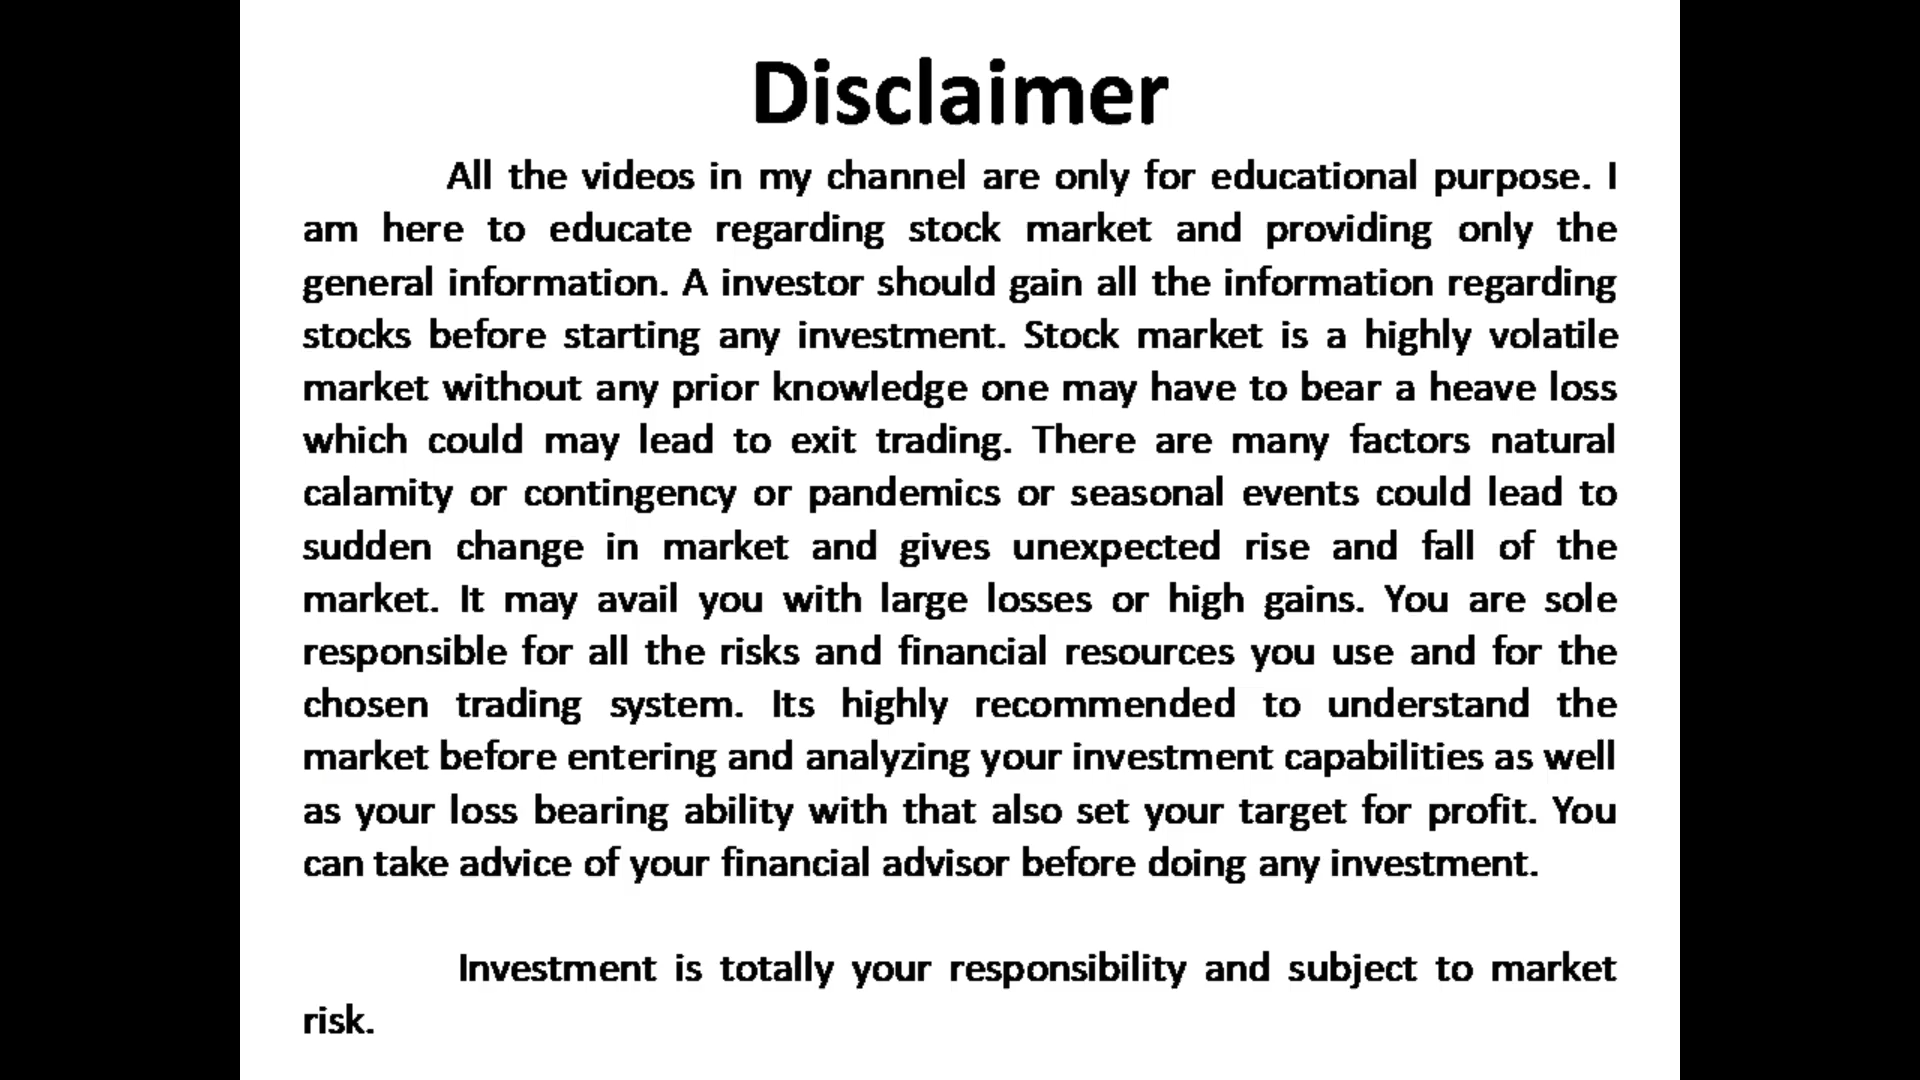 Disclaimer
All the videos in my channel are only for educational purpose. I
am here to educate regarding stock market and providing only the
general information. A investor should gain all the information regarding
stocks before starting any investment. Stock market is a highly volatile
market without any prior knowledge one may have to bear a heave loss
which could may lead to exit trading. There are many factors natural
calamity or contingency or pandemics or seasonal events could lead to
sudden change in market and gives unexpected rise and fall of the
market. It may avail you with large losses or high gains. You are sole
responsible for all the risks and financial resources you use and for the
chosen trading system. Its highly recommended to understand the
market before entering and analyzing your investment capabilities as well
as your loss bearing ability with that also set your target for profit. You
can take advice of your financial advisor before doing any investment.
Investment is totally your responsibility and subject to market
risk.